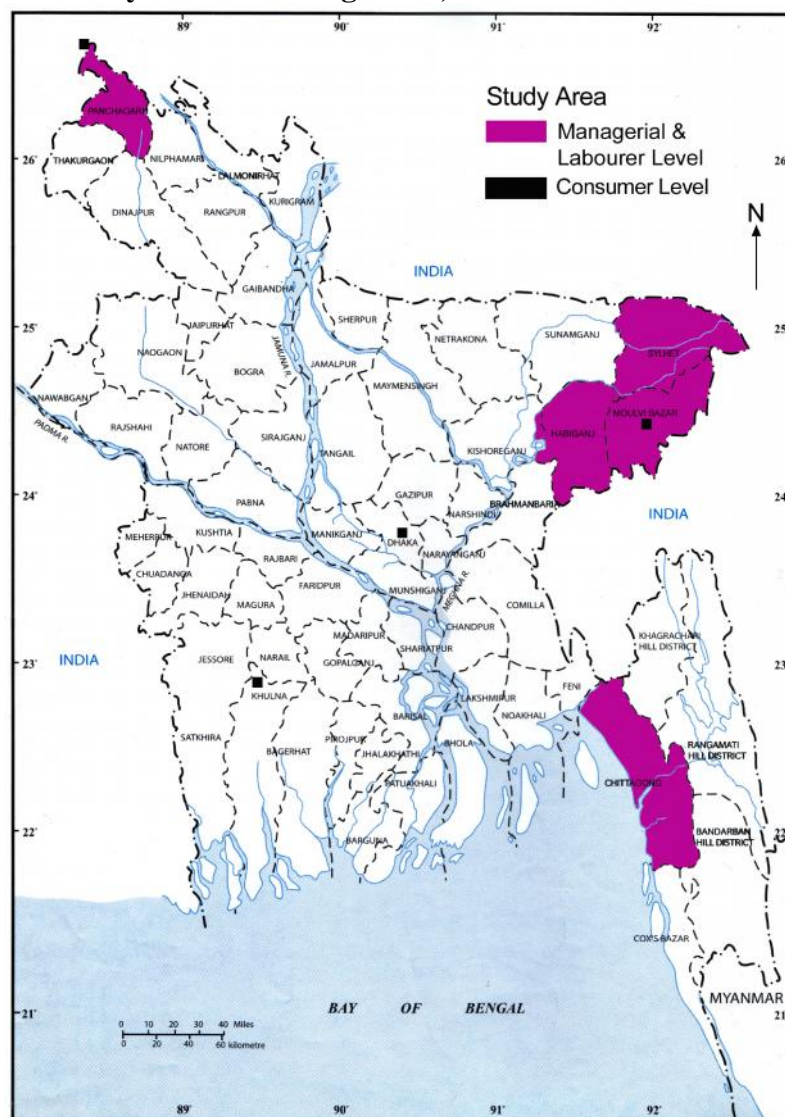 89°
90°
91°
92°
Study Area
Managerial &
Labourer Level
Consumer Level
N
PANCHAGARH
26°
THAKURGAON
NILPHAMARI
LALMONIRHAT
KURIGRAM
DINAJPUR
RANGPUR
INDIA
GAIBANDHA
SHERPUR
25°
JAIPURHAT
NETRAKONA
SUNAMGANJ
SYLHET
NAOGAON
JAMUNA R.
JAMALPUR
BOGRA
MAYMENSINGH
NAWABGANJ
MOULVI BAZAR
PADMA R.
RAJSHAHI
HABIGANJ
NATORE
SIRAJGANJ
TANGAIL
KISHOREGANJ
24°
GAZIPUR
PABNA
BRAHMANBARIA
NARSHINDI
INDIA
MEHERPUR
KUSHTIA
MANIKGANJ
DHAKA
NARAYANGANJ
CHUADANGA
RAJBARI
JHENAIDAH
FARIDPUR
MUNSHIGANJ
MEGHNA R.
MAGURA
COMILLA
CHANDPUR
KHAGRACHARI
HILL DISTRICT
MADARIPUR
23°
INDIA
JESSORE
NARAIL
GOPALGANJ
SHARIATPUR
FENI
KHULNA
LAKSHMIPUR
NOAKHALI
BARISAL
SATKHIRA
PIROJPUR
BAGERHAT
JHALAKHATHI
BHOLA
RANGAMATI
HILL DISTRICT
PATUAKHALI
CHITTAGONG
22°
BARGUNA
BANDARBAN
HILL DISTRICT
COX'S BAZAR
MYANMAR
21°
BAY OF BENGAL
0 10 20 30 40 Miles
0 20 40 60 kilometre
89°
90°
91°
92°